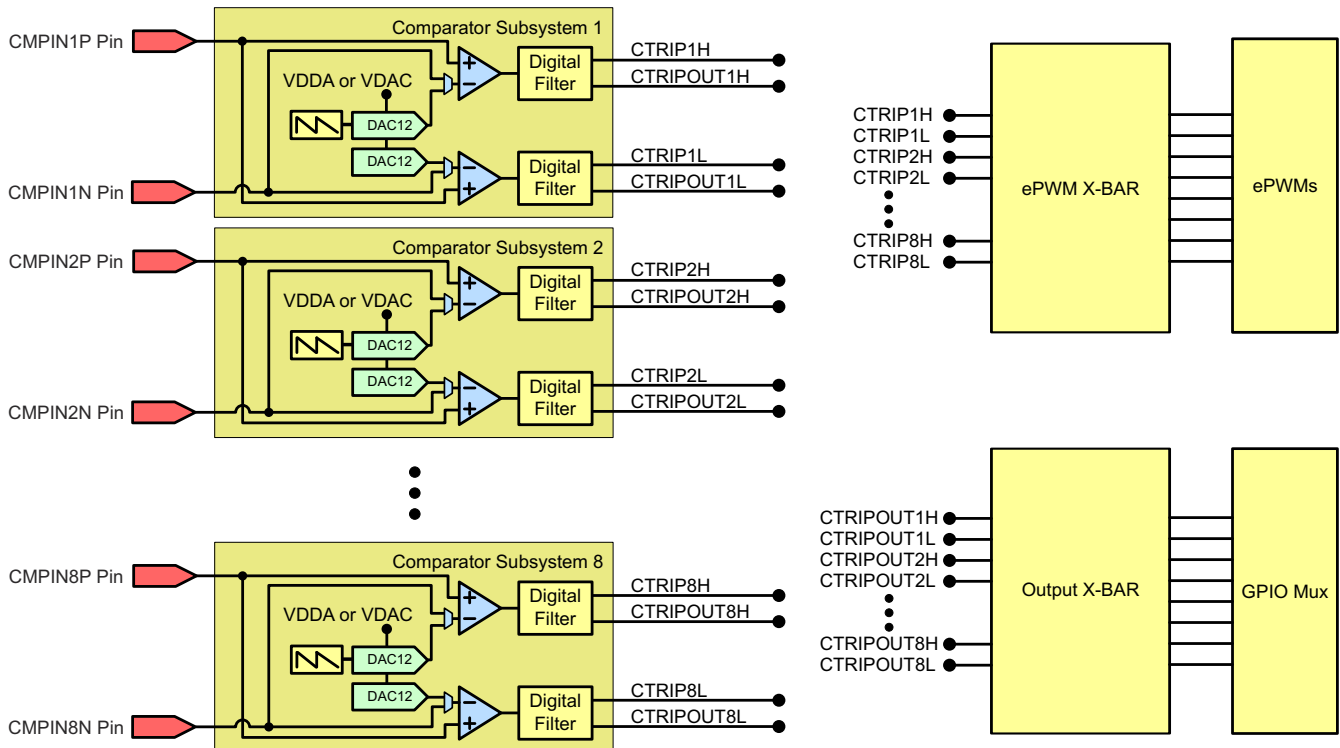 Comparator Subsystem 1
CMPIN1P Pin
VDDA or VDAC
DAC12
DAC12
+
−
−
+
Digital
Filter
Digital
Filter
CTRIP1H
CTRIPOUT1H
CTRIP1L
CTRIPOUT1L
CMPIN1N Pin
Comparator Subsystem 2
CMPIN2P Pin
VDDA or VDAC
DAC12
DAC12
+
−
−
+
Digital
Filter
Digital
Filter
CTRIP2H
CTRIPOUT2H
CTRIP2L
CTRIPOUT2L
CMPIN2N Pin
Comparator Subsystem 8
CMPIN8P Pin
VDDA or VDAC
DAC12
DAC12
+
−
−
+
Digital
Filter
Digital
Filter
CTRIP8H
CTRIPOUT8H
CTRIP8L
CTRIPOUT8L
CMPIN8N Pin
CTRIP1H
CTRIP1L
CTRIP2H
CTRIP2L
CTRIP8H
CTRIP8L
ePWM X-BAR
ePWMs
CTRIPOUT1H
CTRIPOUT1L
CTRIPOUT2H
CTRIPOUT2L
CTRIPOUT8H
CTRIPOUT8L
Output X-BAR
GPIO Mux